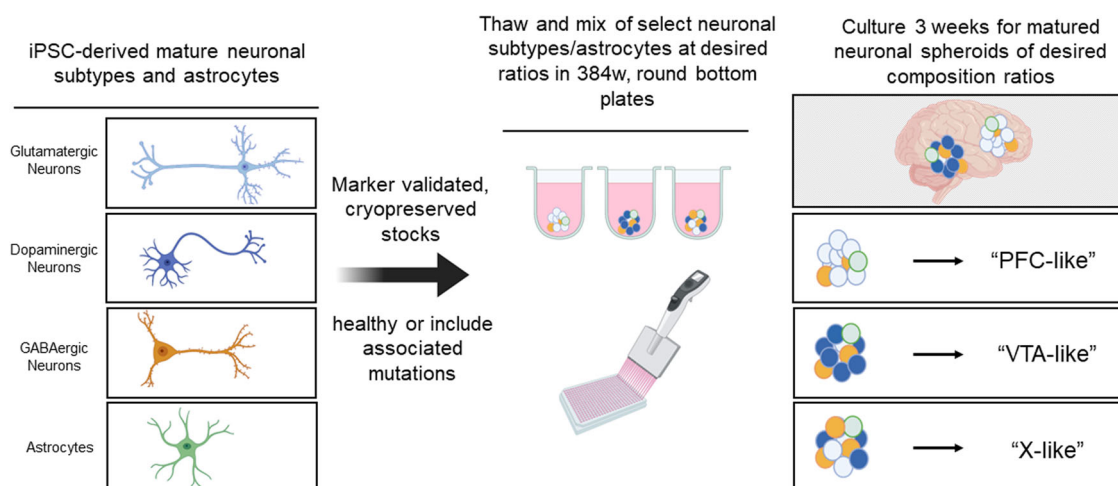 iPSC-derived mature neuronal
subtypes and astrocytes
Glutamatergic
Neurons
Dopaminergic
Neurons
GABAergic
Neurons
Astrocytes
Marker validated,
cryopreserved
stocks
healthy or include
associated
mutations
Thaw and mix of select neuronal
subtypes/astrocytes at desired
ratios in 384w, round bottom
plates
Culture 3 weeks for matured
neuronal spheroids of desired
composition ratios
“PFC-like”
“VTA-like”
“X-like”